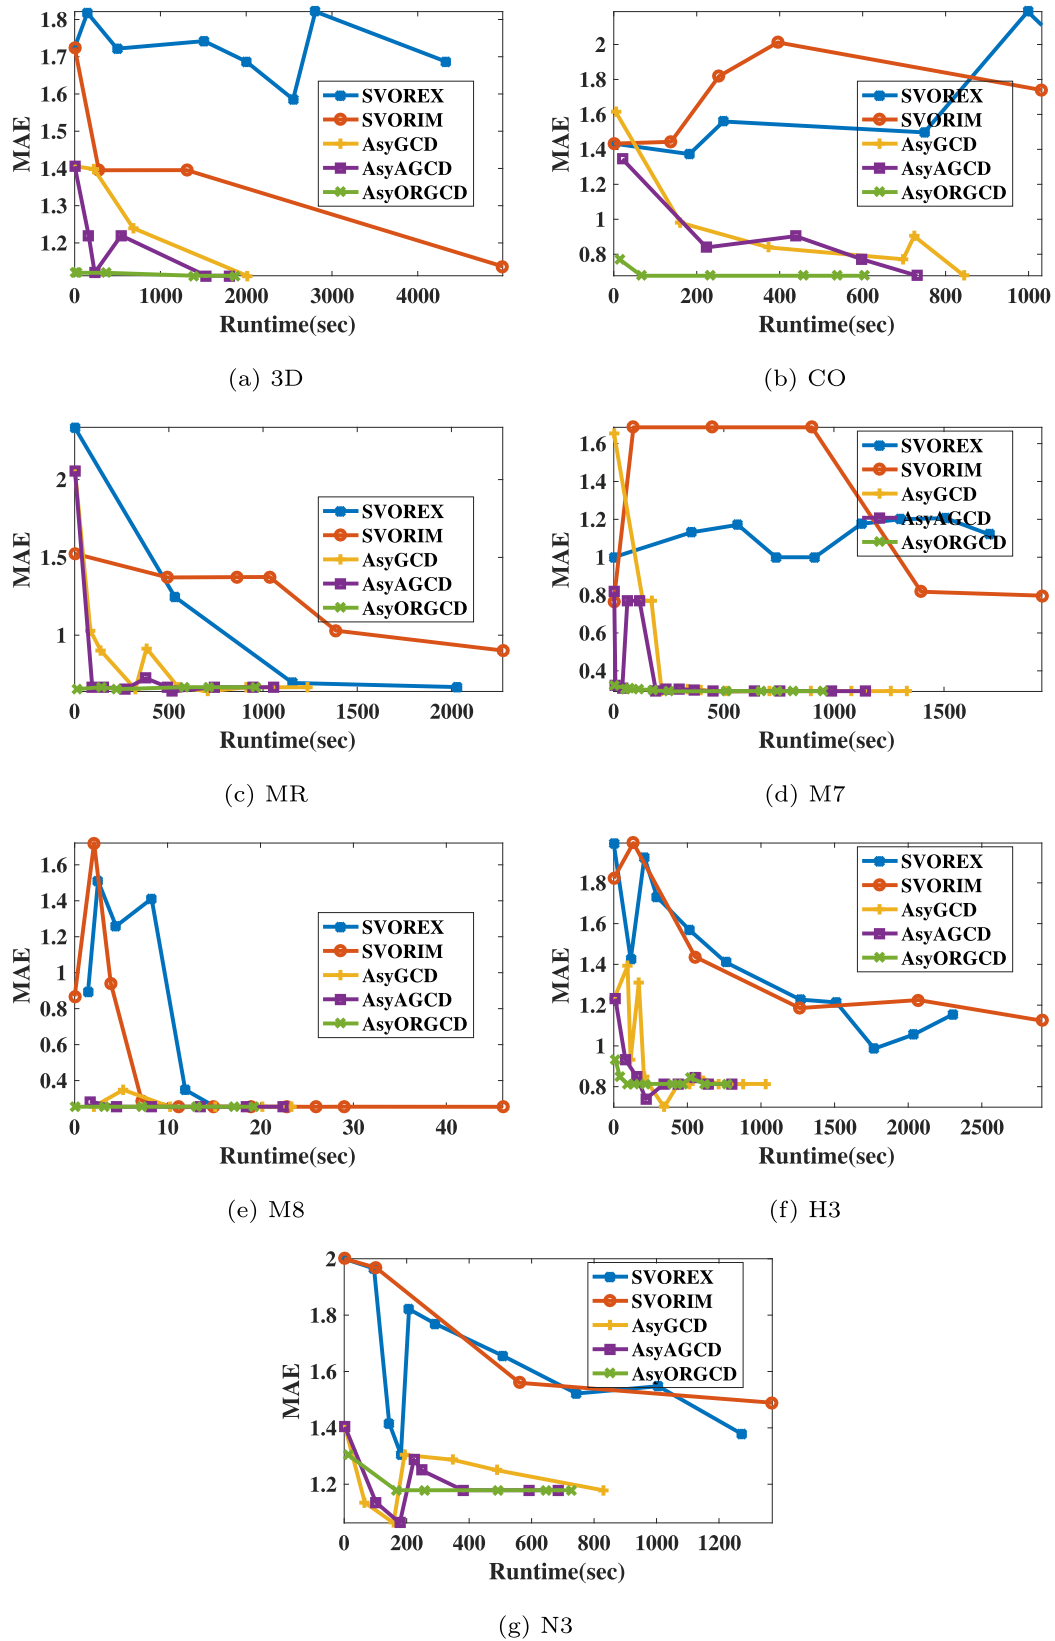 1.8
1.7
1.6
1.5
1.4
1.3
1.2
MAE
0 1000 2000 3000 4000
Runtime(sec)
SVOREX
SVORIM
AsyGCD
AsyAGCD
AsyORGCD
(a) 3D
2
1.8
1.6
1.4
1.2
1
0.8
MAE
0 200 400 600 800 1000
Runtime(sec)
SVOREX
SVORIM
AsyGCD
AsyAGCD
AsyORGCD
(b) CO
2
1.5
1
MAE
0 500 1000 1500 2000
Runtime(sec)
SVOREX
SVORIM
AsyGCD
AsyAGCD
AsyORGCD
(c) MR
1.6
1.4
1.2
1
0.8
0.6
0.4
MAE
0 500 1000 1500
Runtime(sec)
SVOREX
SVORIM
AsyGCD
AsyAGCD
AsyORGCD
(d) M7
1.6
1.4
1.2
1
0.8
0.6
0.4
MAE
0 10 20 30 40
Runtime(sec)
SVOREX
SVORIM
AsyGCD
AsyAGCD
AsyORGCD
(e) M8
1.8
1.6
1.4
1.2
1
0.8
MAE
0 500 1000 1500 2000 2500
Runtime(sec)
SVOREX
SVORIM
AsyGCD
AsyAGCD
AsyORGCD
(f) H3
2
1.8
1.6
1.4
1.2
MAE
0 200 400 600 800 1000 1200
Runtime(sec)
SVOREX
SVORIM
AsyGCD
AsyAGCD
AsyORGCD
(g) N3